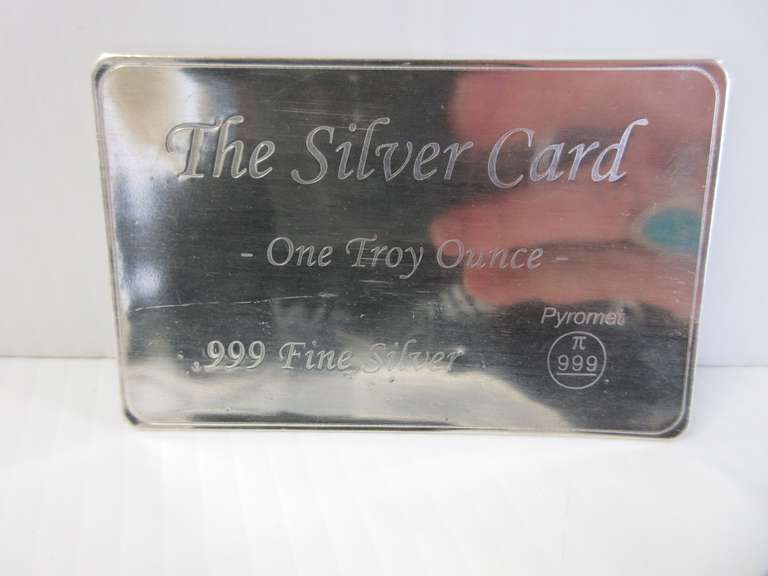 The Silver Card
- One Troy Ounce -
.999 Fine Silver
Pyromet
π
999